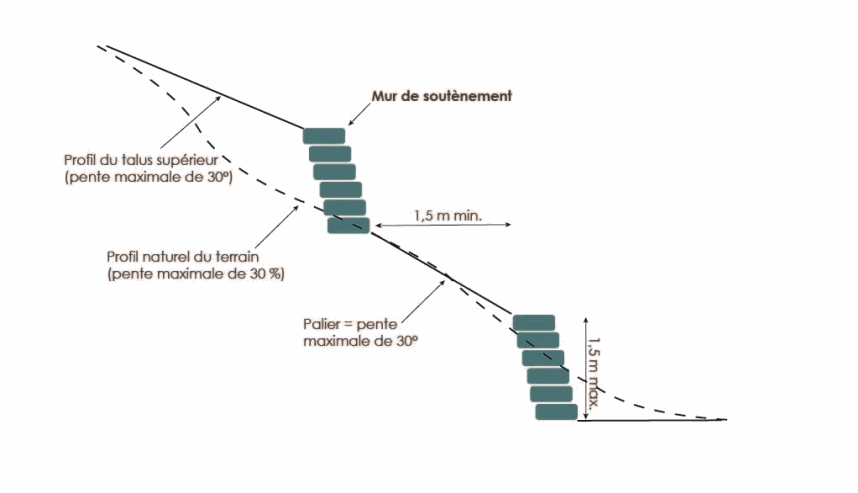 Mur de soutènement
Profil du talus supérieur
(pente maximale de 30º)
1,5 m min.
Profil naturel du terrain
(pente maximale de 30 %)
Palier = pente
maximale de 30º
1,5 m max.